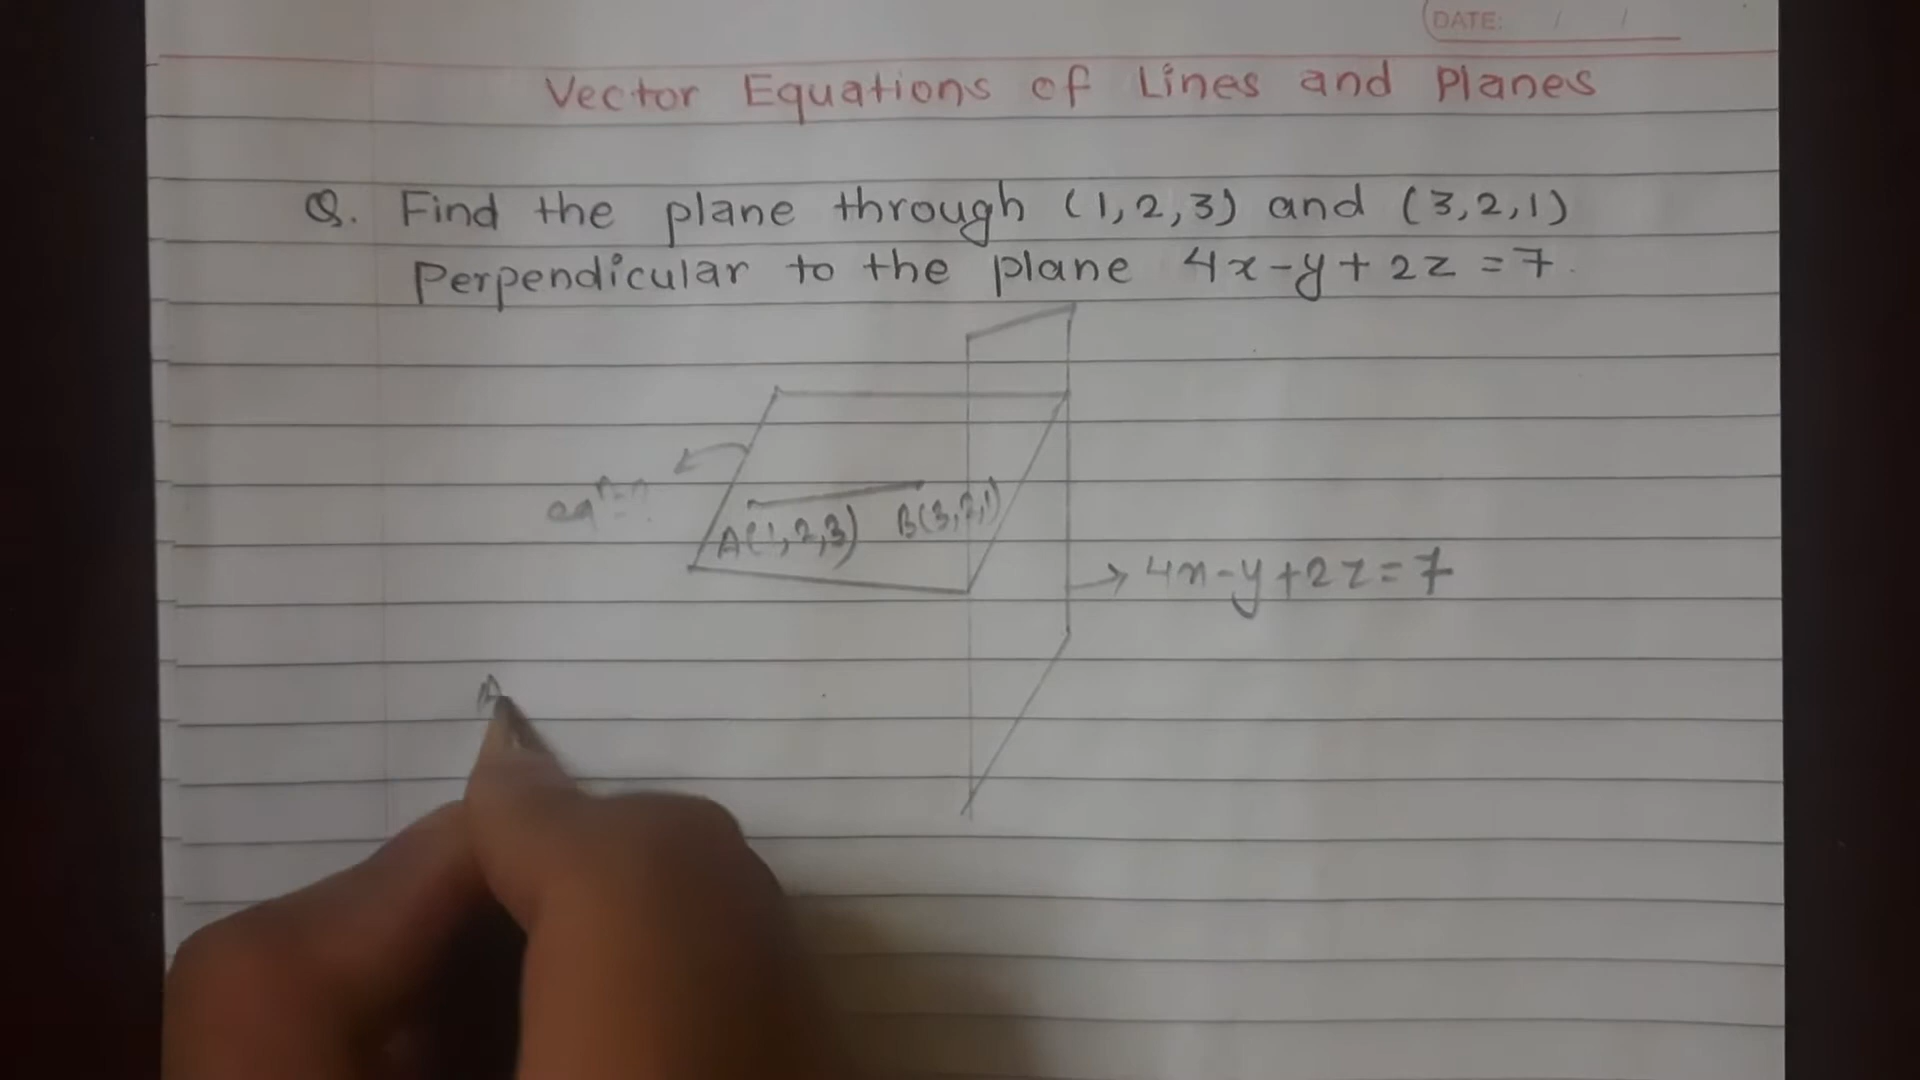 DATE: / /
Vector Equations of Lines and Planes
Q. Find the plane through (1,2,3) and (3,2,1)
Perpendicular to the plane 4x-y+2z=7.
eqⁿ=?
A(1,2,3) B(3,2,1)
→ 4x-y+2z=7
A